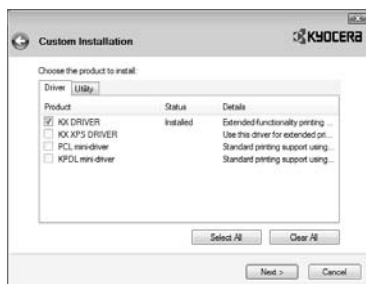 Custom Installation
KYOCERA
Choose the product to install:
Driver Utility
Product Status Details
KX DRIVER Installed Extended-functionality printing ...
KX XPS DRIVER Use this driver for extended pri...
PCL mini-driver Standard printing support using...
KPDL mini-driver Standard printing support using...
Select All Clear All
Next > Cancel